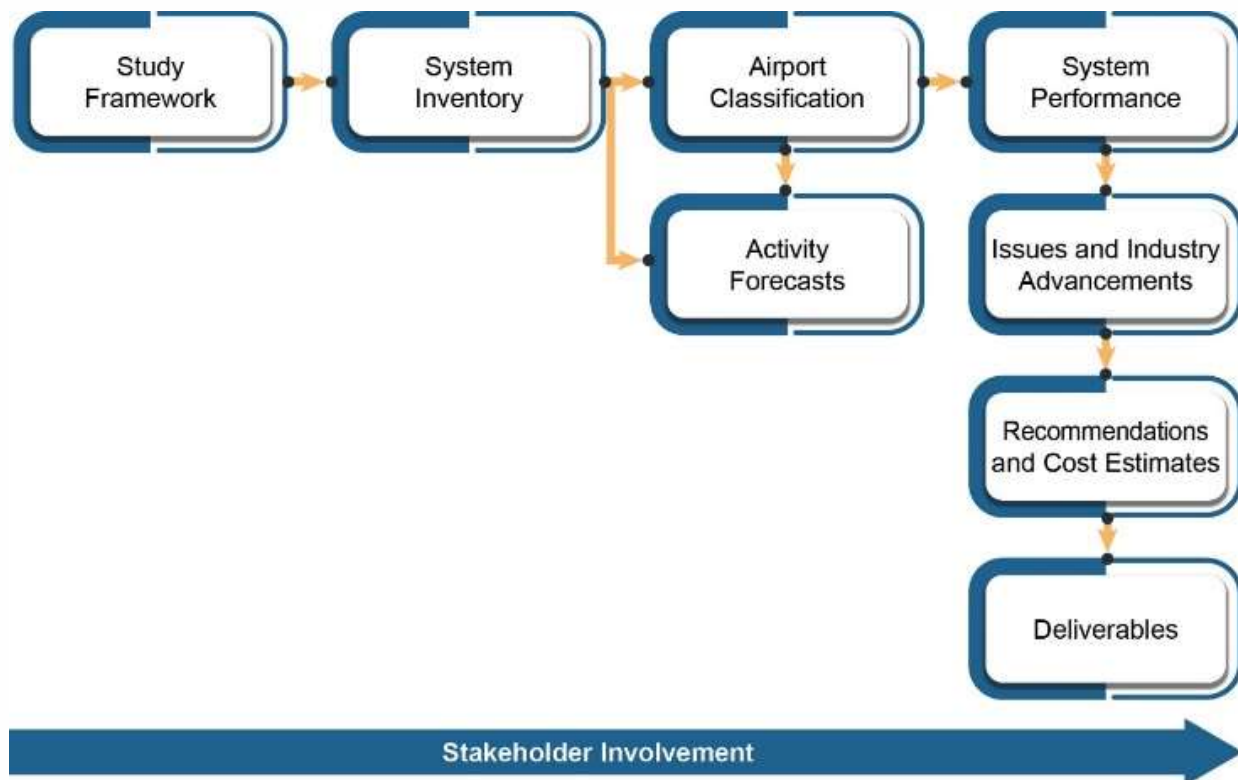 Study
Framework
System
Inventory
Airport
Classification
System
Performance
Activity
Forecasts
Issues and Industry
Advancements
Recommendations
and Cost Estimates
Deliverables
Stakeholder Involvement